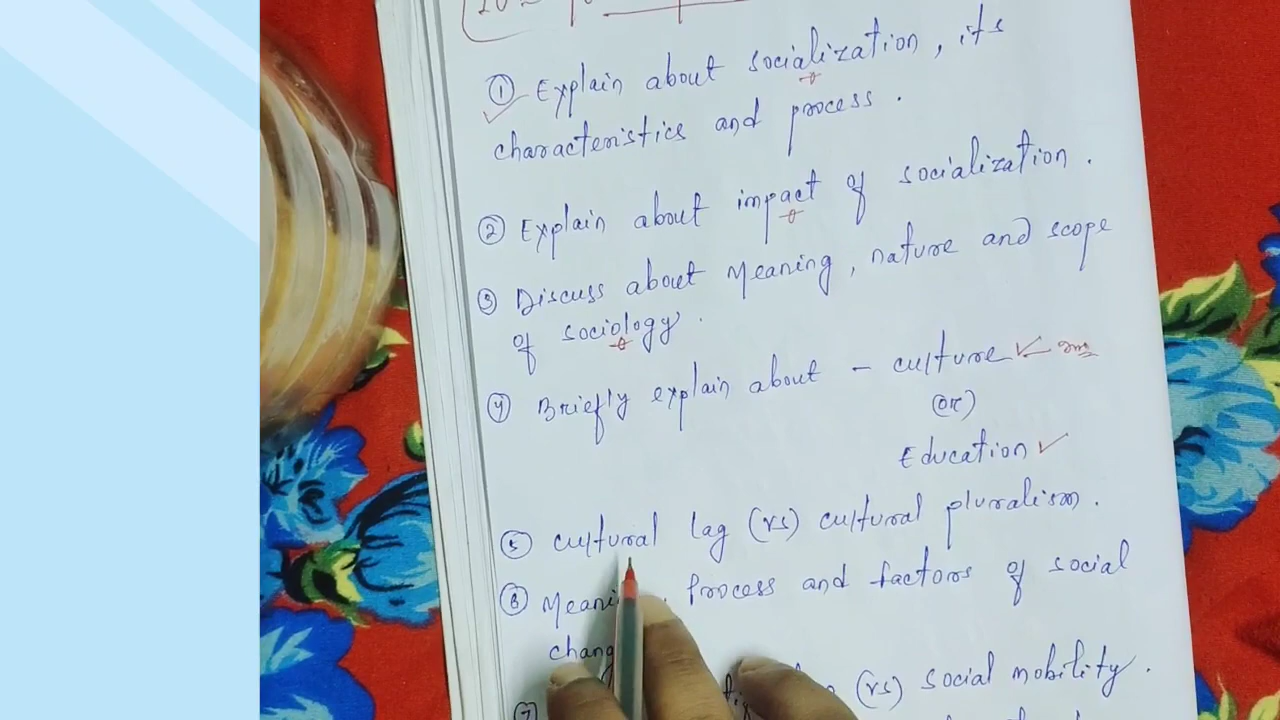 ① Explain about socialization, its
characteristics and process.
② Explain about impact of socialization.
③ Discuss about Meaning, nature and scope
of sociology.
④ Briefly explain about - culture
(or)
Education
⑤ cultural lag (vs) cultural pluralism.
⑥ process and factors of social
⑦ (vs) social mobility.